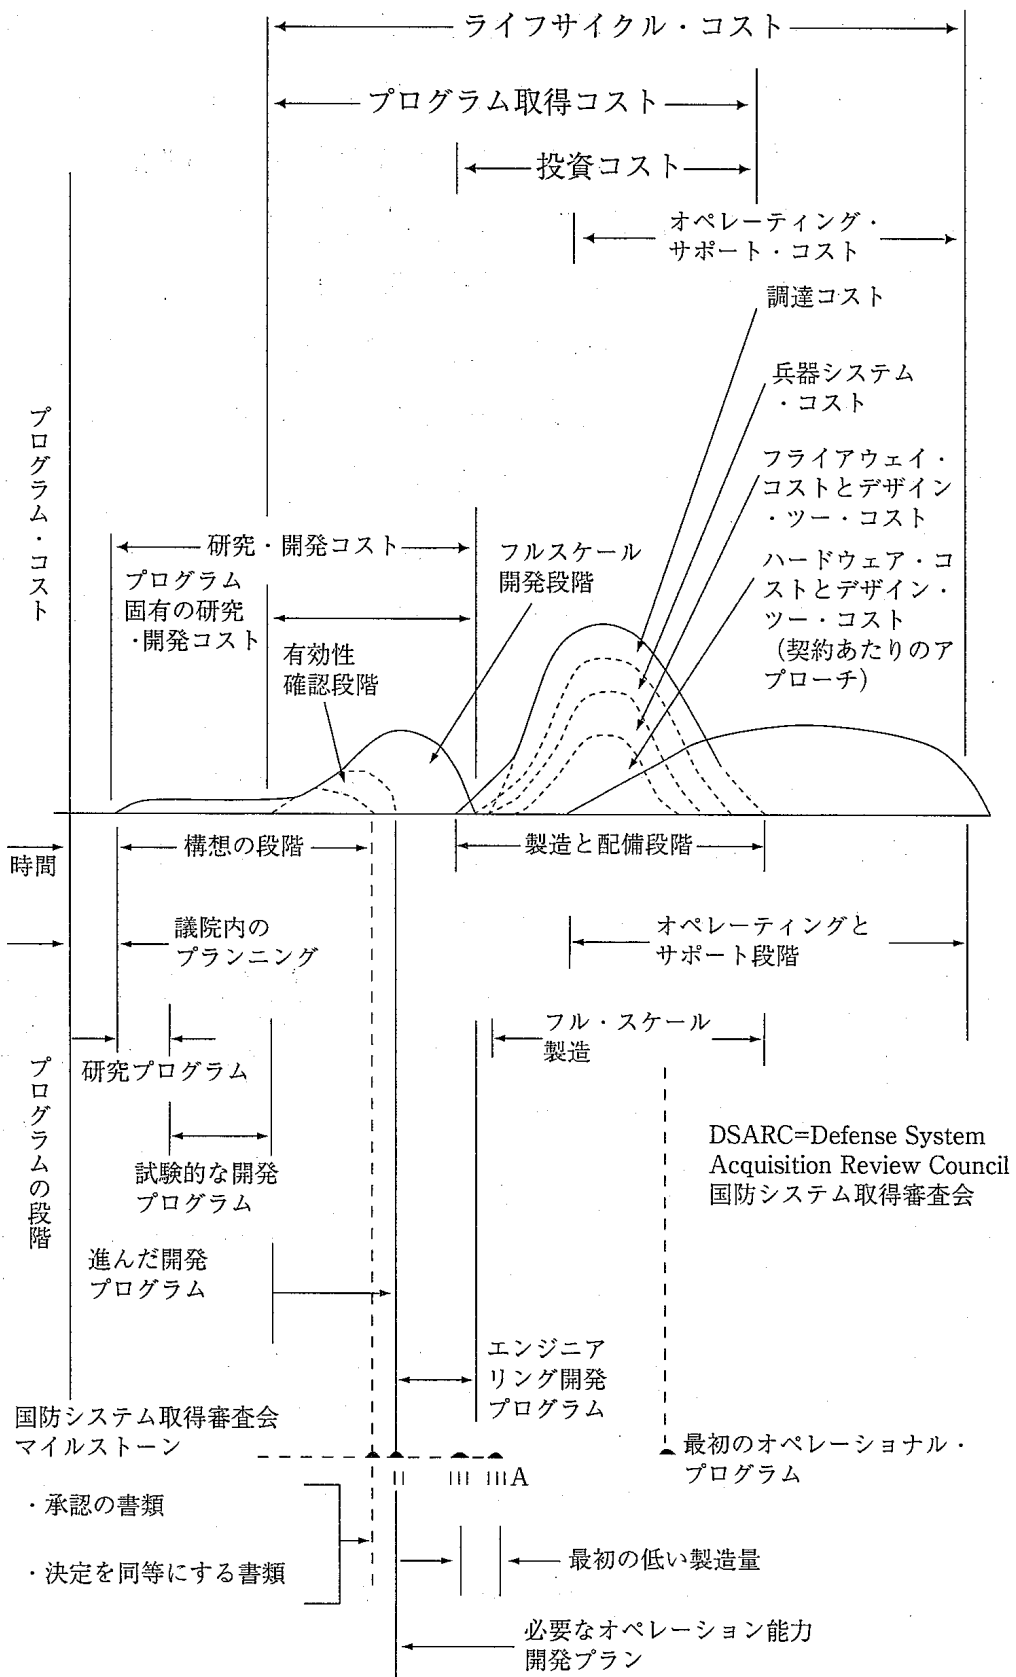 ライフサイクル・コスト
プログラム取得コスト
投資コスト
オペレーティング・
サポート・コスト
調達コスト
兵器システム
・コスト
フライアウェイ・
コストとデザイン
・ツー・コスト
ハードウェア・コ
ストとデザイン・
ツー・コスト
(契約あたりのア
プローチ)
プログラム・コスト
研究・開発コスト
プログラム
固有の研究
・開発コスト
フルスケール
開発段階
有効性
確認段階
時間
構想の段階
製造と配備段階
議院内の
プランニング
オペレーティングと
サポート段階
フル・スケール
製造
研究プログラム
プログラムの段階
試験的な開発
プログラム
DSARC=Defense System
Acquisition Review Council
国防システム取得審査会
進んだ開発
プログラム
エンジニア
リング開発
プログラム
国防システム取得審査会
マイルストーン
II III IIIA
最初のオペレーショナル・
プログラム
・承認の書類
・決定を同等にする書類
最初の低い製造量
必要なオペレーション能力
開発プラン